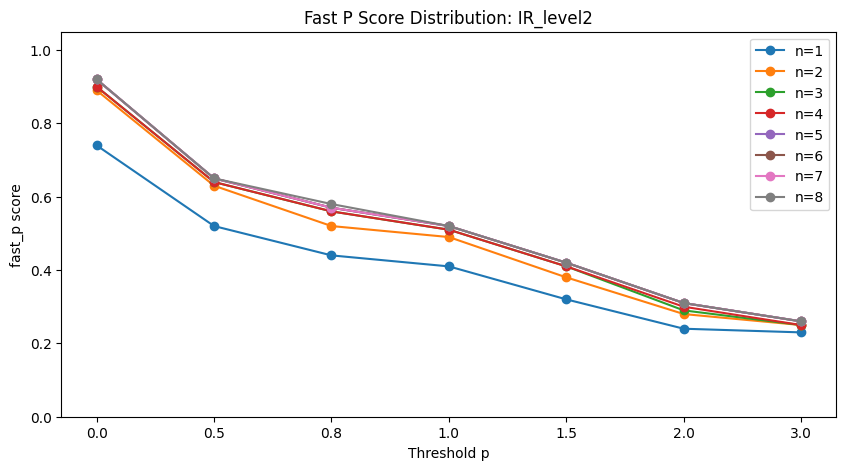 Fast P Score Distribution: IR_level2
fast_p score
1.0
0.8
0.6
0.4
0.2
0.0
n=1
n=2
n=3
n=4
n=5
n=6
n=7
n=8
0.0 0.5 0.8 1.0 1.5 2.0 3.0
Threshold p